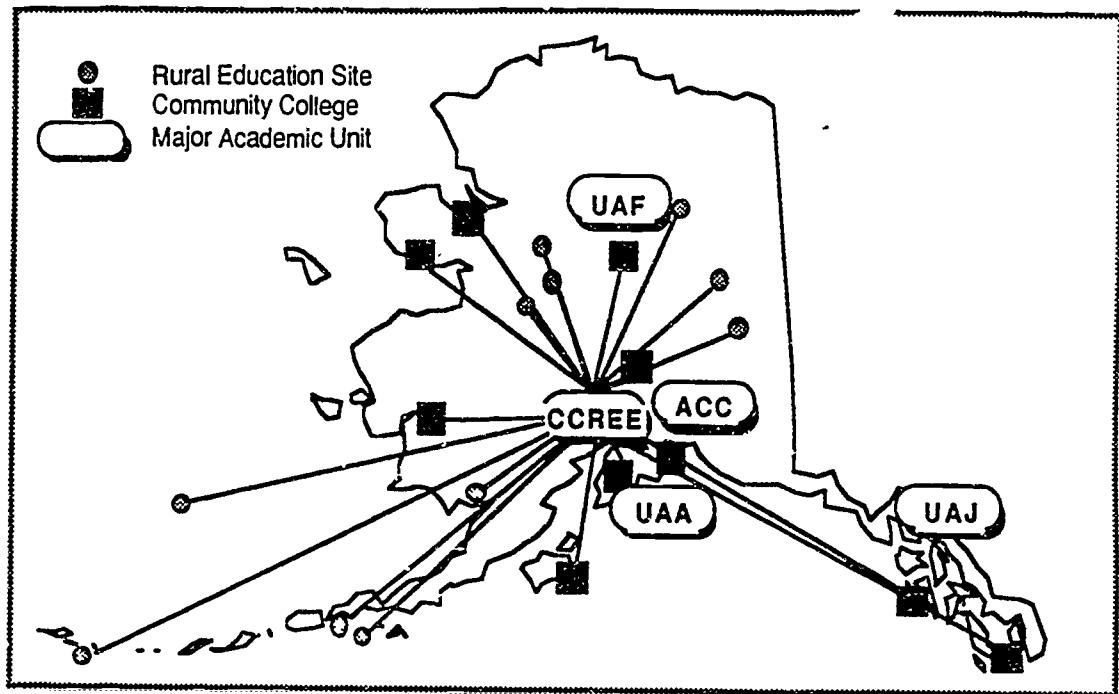 Rural Education Site
Community College
Major Academic Unit
UAF
ACC
CCREE
UAA
UAJ